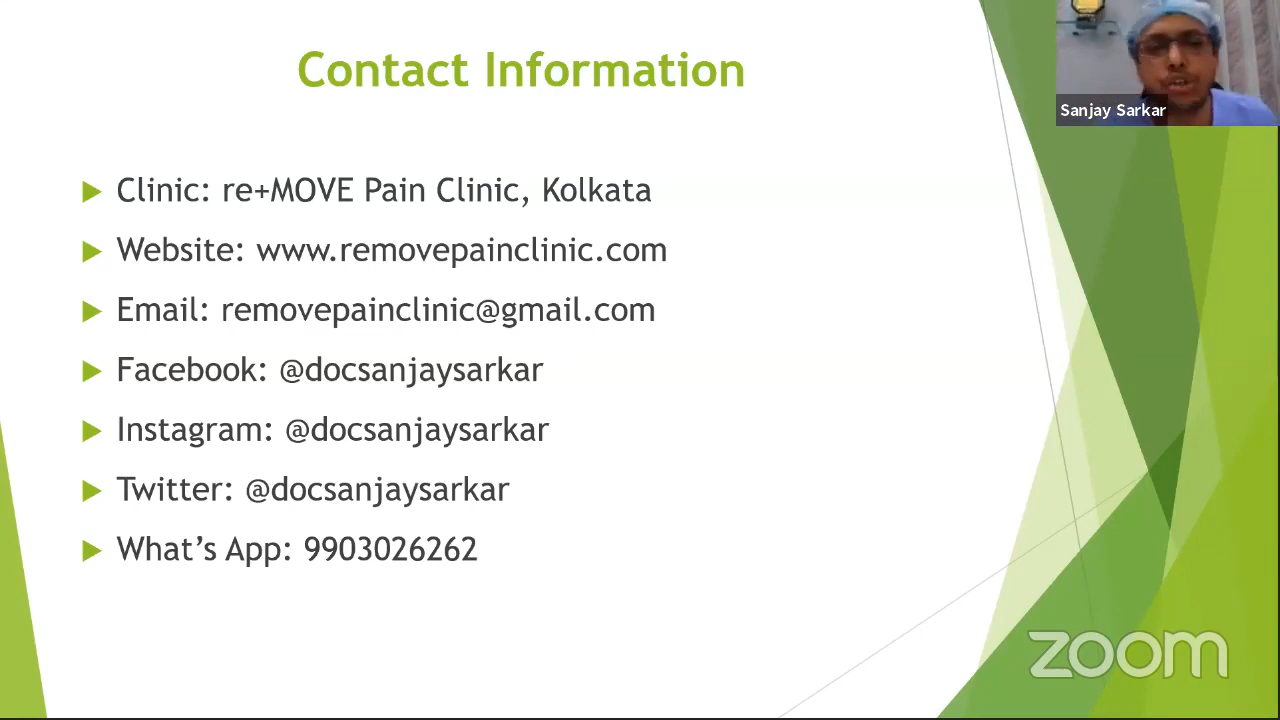 Contact Information
Sanjay Sarkar
Clinic: re+MOVE Pain Clinic, Kolkata
Website: www.removepainclinic.com
Email: removepainclinic@gmail.com
Facebook: @docsanjaysarkar
Instagram: @docsanjaysarkar
Twitter: @docsanjaysarkar
What’s App: 9903026262
zoom